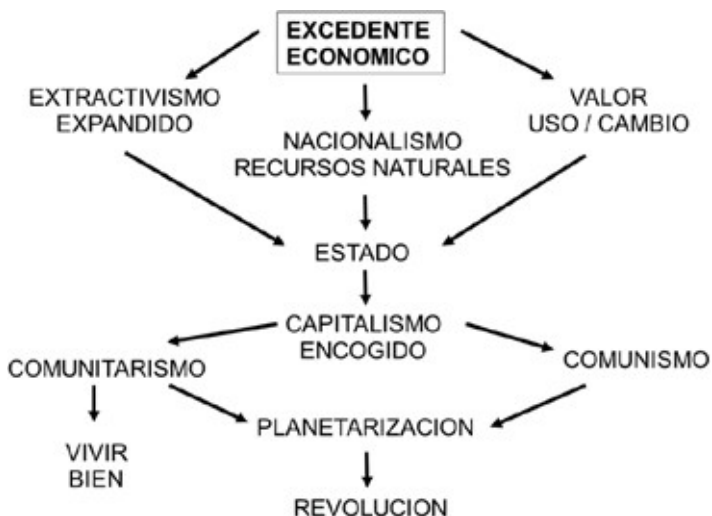 EXCEDENTE
ECONOMICO
EXTRACTIVISMO
EXPANDIDO
NACIONALISMO
RECURSOS NATURALES
VALOR
USO / CAMBIO
ESTADO
CAPITALISMO
ENCOGIDO
COMUNITARISMO
COMUNISMO
PLANETARIZACION
VIVIR
BIEN
REVOLUCION